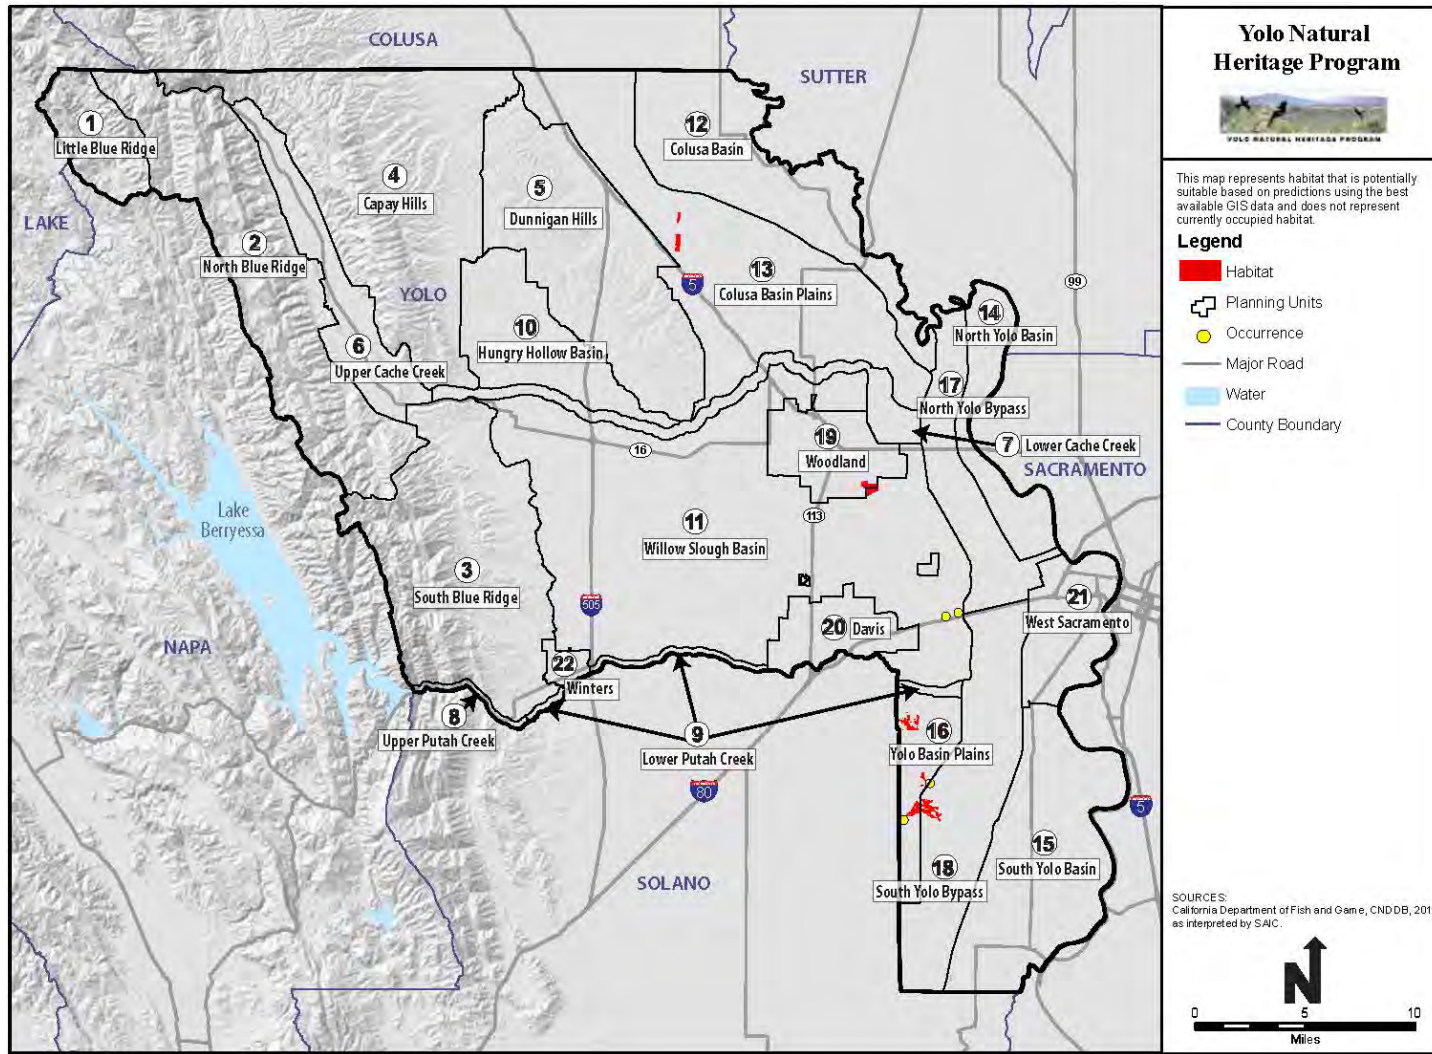 COLUSA
SUTTER
LAKE
YOLO
NAPA
SOLANO
SACRAMENTO
Lake
Berryessa
1
Little Blue Ridge
2
North Blue Ridge
3
South Blue Ridge
4
Capay Hills
5
Dunnigan Hills
6
Upper Cache Creek
7
Lower Cache Creek
8
Upper Putah Creek
9
Lower Putah Creek
10
Hungry Hollow Basin
11
Willow Slough Basin
12
Colusa Basin
13
Colusa Basin Plains
14
North Yolo Basin
15
South Yolo Basin
16
Yolo Basin Plains
17
North Yolo Bypass
18
South Yolo Bypass
19
Woodland
20 Davis
21
West Sacramento
22
Winters
5
99
16
113
505
80
5
Yolo Natural
Heritage Program
YOLO NATURAL HERITAGE PROGRAM
This map represents habitat that is potentially
suitable based on predictions using the best
available GIS data and does not represent
currently occupied habitat.
Legend
Habitat
Planning Units
Occurrence
Major Road
Water
County Boundary
SOURCES:
California Department of Fish and Game, CNDDB, 201
as interpreted by SAIC.
N
0 5 10
Miles